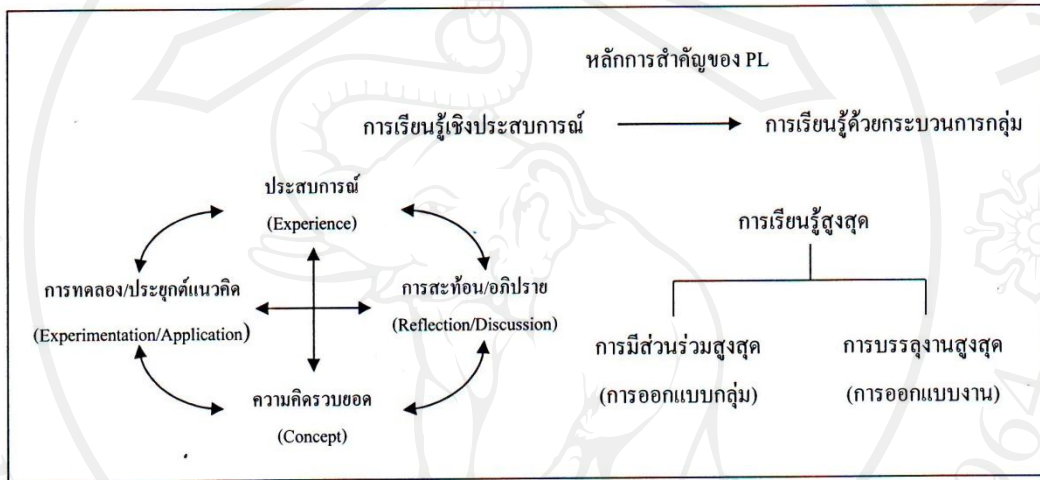 หลักการสำคัญของ PL
การเรียนรู้เชิงประสบการณ์
การเรียนรู้ด้วยกระบวนการกลุ่ม
ประสบการณ์
(Experience)
การทดลอง/ประยุกต์แนวคิด
(Experimentation/Application)
การสะท้อน/อภิปราย
(Reflection/Discussion)
ความคิดรวบยอด
(Concept)
การเรียนรู้สูงสุด
การมีส่วนร่วมสูงสุด
(การออกแบบกลุ่ม)
การบรรลุงานสูงสุด
(การออกแบบงาน)
964